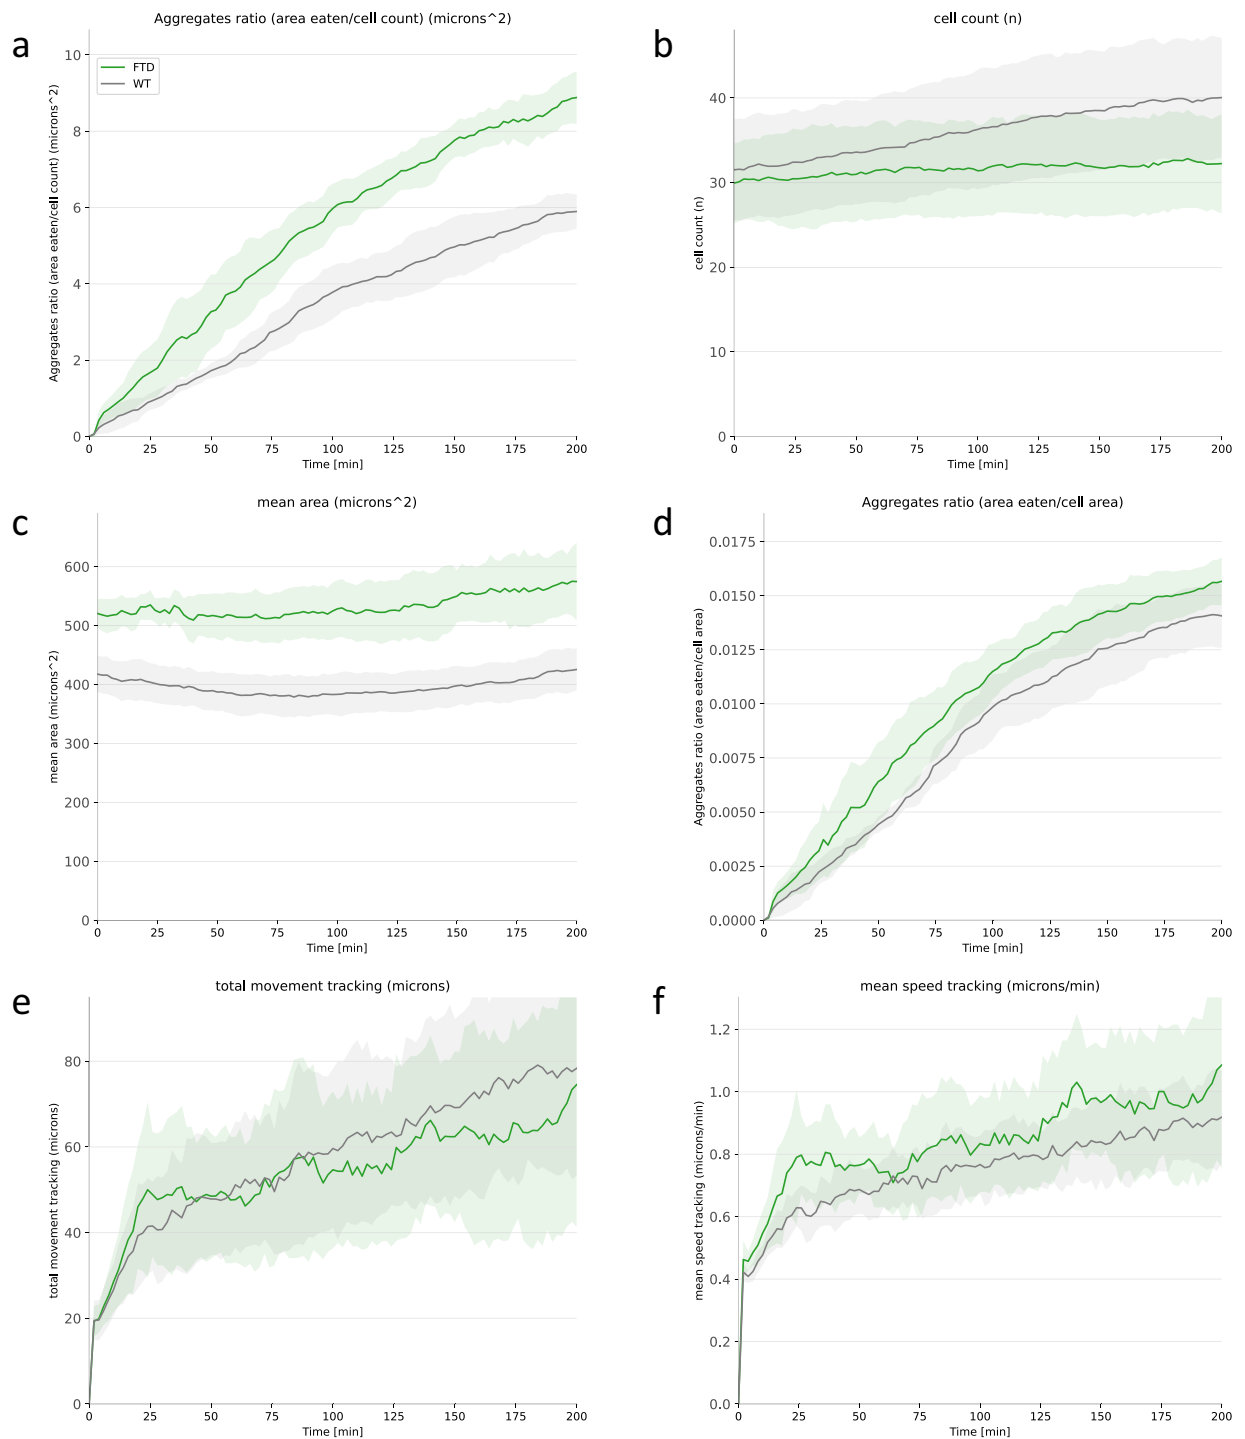 a
Aggregates ratio (area eaten/cell count) (microns^2)
Aggregates ratio (area eaten/cell count) (microns^2)
FTD
WT
10
8
6
4
2
0
0 25 50 75 100 125 150 175 200
Time [min]
b
cell count (n)
cell count (n)
40
30
20
10
0
0 25 50 75 100 125 150 175 200
Time [min]
c
mean area (microns^2)
mean area (microns^2)
600
500
400
300
200
100
0
0 25 50 75 100 125 150 175 200
Time [min]
d
Aggregates ratio (area eaten/cell area)
Aggregates ratio (area eaten/cell area)
0.0175
0.0150
0.0125
0.0100
0.0075
0.0050
0.0025
0.0000
0 25 50 75 100 125 150 175 200
Time [min]
e
total movement tracking (microns)
total movement tracking (microns)
80
60
40
20
0
0 25 50 75 100 125 150 175 200
Time [min]
f
mean speed tracking (microns/min)
mean speed tracking (microns/min)
1.2
1.0
0.8
0.6
0.4
0.2
0.0
0 25 50 75 100 125 150 175 200
Time [min]